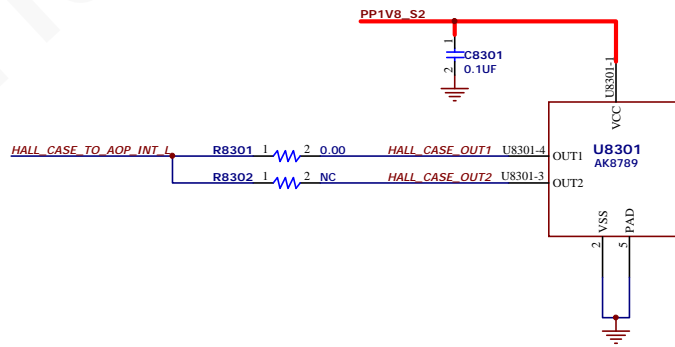 PP1V8_S2
1
C8301
2
0.1UF
U8301-1
VCC
HALL_CASE_TO_AOP_INT_L
R8301
1
2
0.00
HALL_CASE_OUT1
U8301-4
OUT1
U8301
AK8789
R8302
1
2
NC
HALL_CASE_OUT2
U8301-3
OUT2
VSS
PAD
2
5